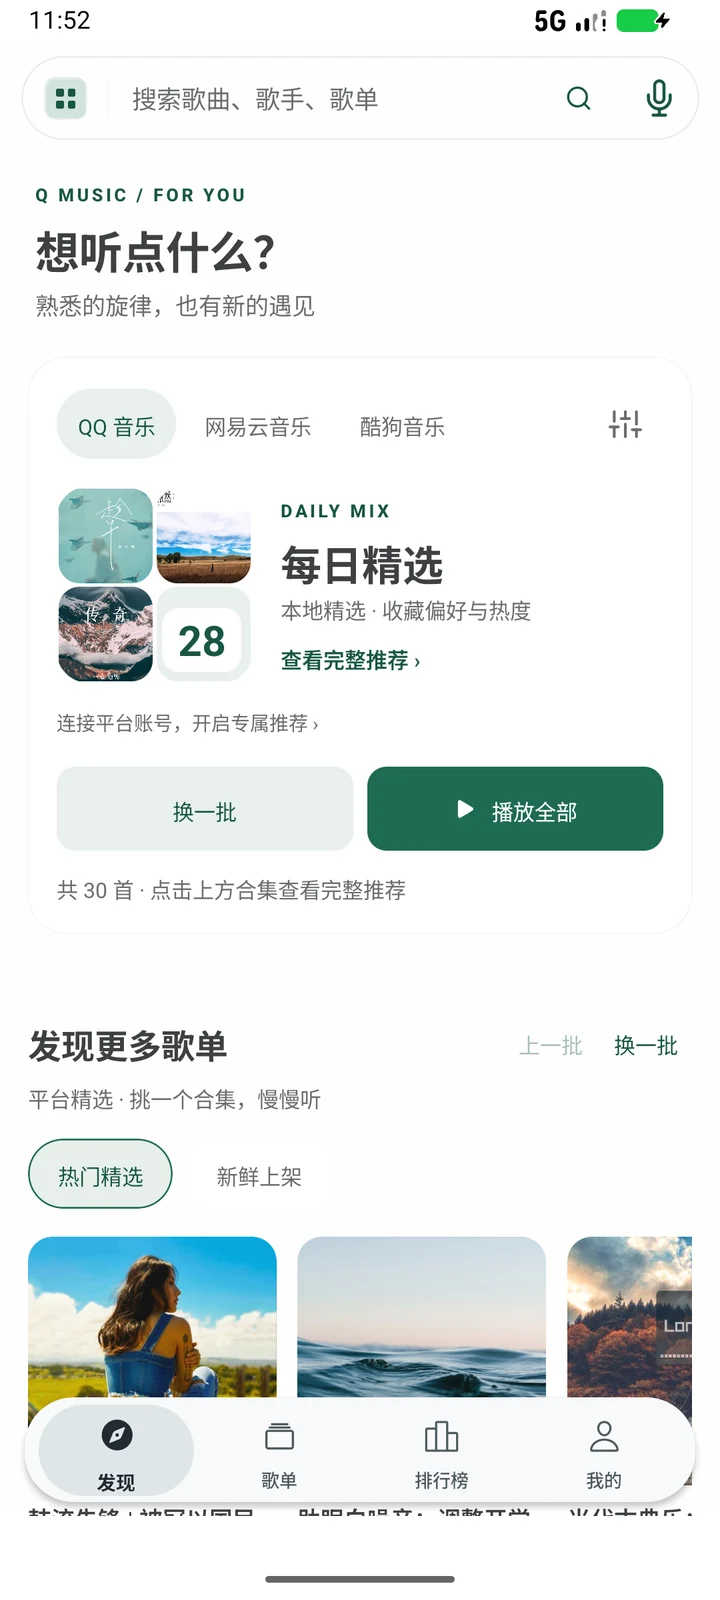 11:52
5G
搜索歌曲、歌手、歌单
Q MUSIC / FOR YOU
想听点什么?
熟悉的旋律，也有新的遇见
QQ 音乐
网易云音乐
酷狗音乐
趁早
传奇
28
DAILY MIX
每日精选
本地精选 · 收藏偏好与热度
查看完整推荐 ›
连接平台账号，开启专属推荐 ›
换一批
播放全部
共 30 首 · 点击上方合集查看完整推荐
发现更多歌单
上一批
换一批
平台精选 · 挑一个合集，慢慢听
热门精选
新鲜上架
发现
歌单
排行榜
我的